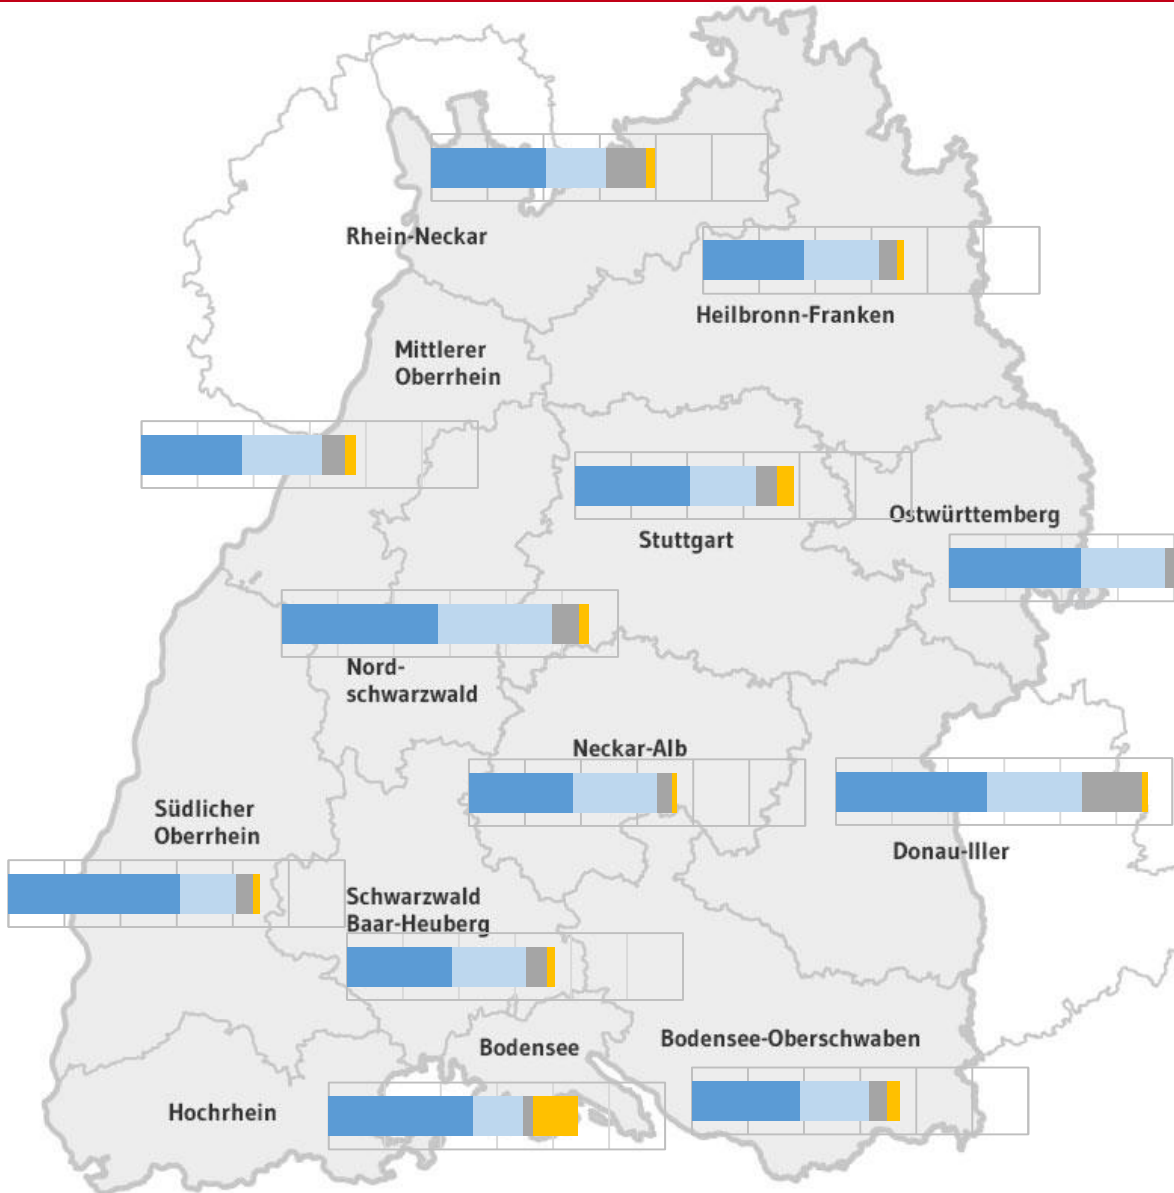 Rhein-Neckar
Heilbronn-Franken
Mittlerer
Oberrhein
Ostwürttemberg
Stuttgart
Nord-
schwarzwald
Neckar-Alb
Südlicher
Oberrhein
Donau-Iller
Schwarzwald
Baar-Heuberg
Bodensee-Oberschwaben
Bodensee
Hochrhein